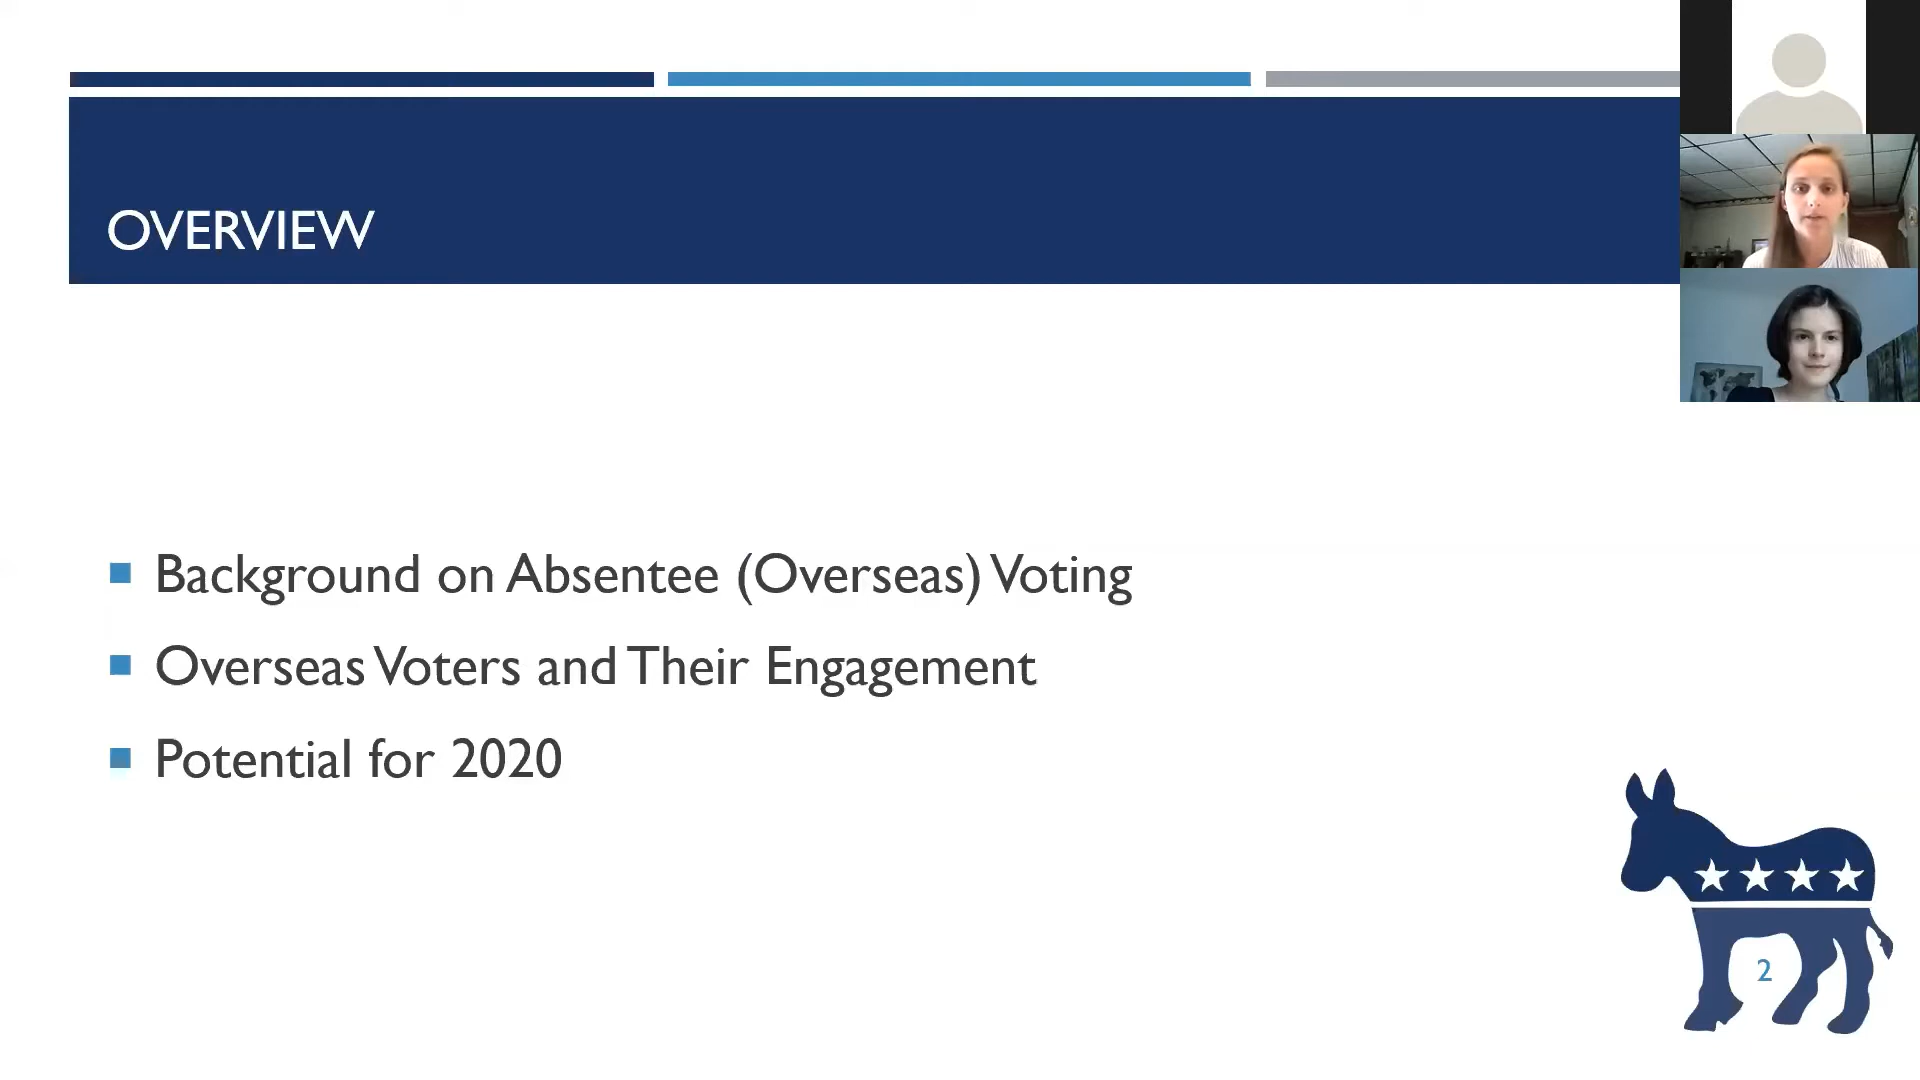 OVERVIEW
Background on Absentee (Overseas) Voting
Overseas Voters and Their Engagement
Potential for 2020
2